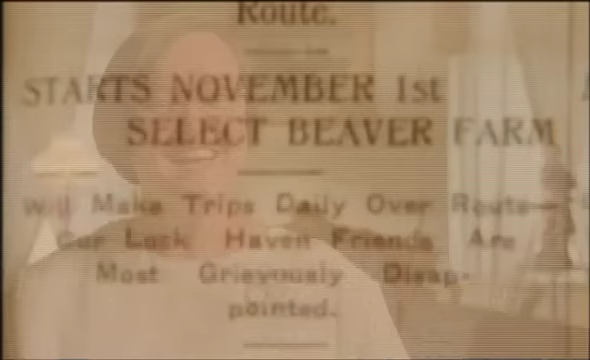 Route.
STARTS NOVEMBER 1st
SELECT BEAVER FARM
Will Make Trips Daily Over Route—
Our Lock Haven Friends Are
Most Grievously Disap-
pointed.